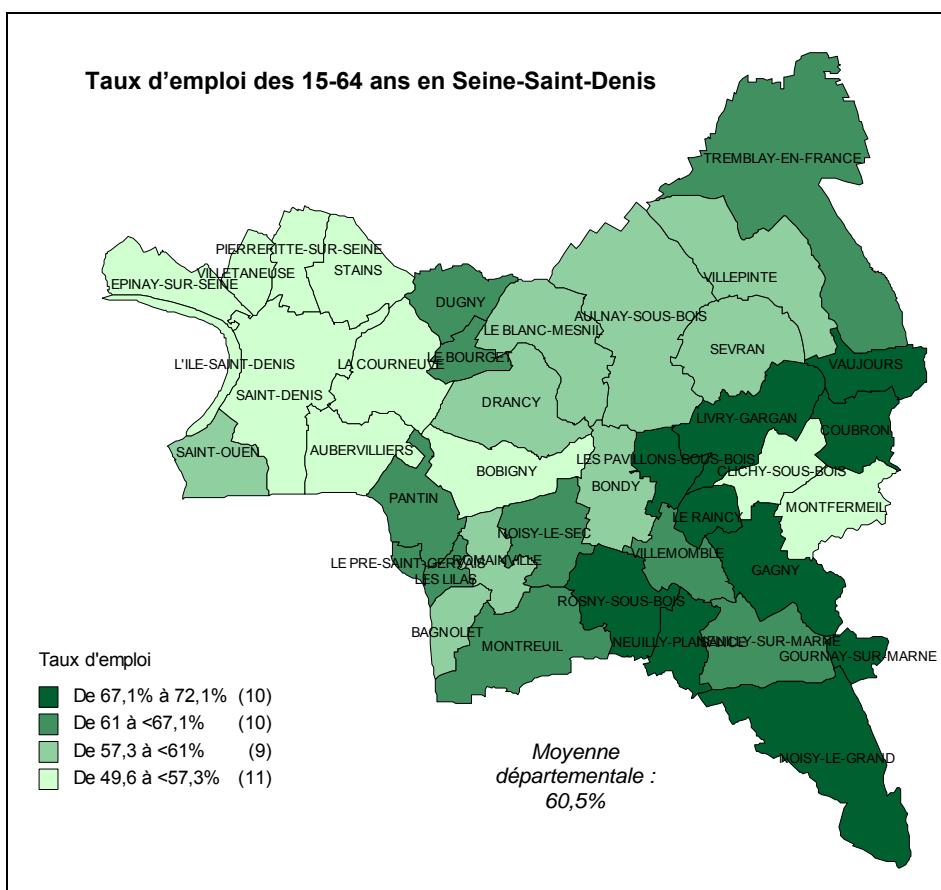 Taux d'emploi des 15-64 ans en Seine-Saint-Denis
TREMBLAY-EN-FRANCE
PIERREFITTE-SUR-SEINE
VILLETANEUSE
STAINS
EPINAY-SUR-SEINE
VILLEPINTE
DUGNY
AULNAY-SOUS-BOIS
LE BLANC-MESNIL
SEVRAN
LE BOURGET
L'ILE-SAINT-DENIS
LA COURNEUVE
VAUJOURS
SAINT-DENIS
DRANCY
LIVRY-GARGAN
COUBRON
SAINT-OUEN
AUBERVILLIERS
LES PAVILLONS-SOUS-BOIS
BOBIGNY
CLICHY-SOUS-BOIS
BONDY
PANTIN
MONTFERMEIL
LE RAINCY
NOISY-LE-SEC
VILLEMOMBLE
ROMAINVILLE
LE PRE-SAINT-GERVAIS
GAGNY
LES LILAS
ROSNY-SOUS-BOIS
BAGNOLET
MONTREUIL
NEUILLY-PLAISANCE
NEUILLY-SUR-MARNE
GOURNAY-SUR-MARNE
NOISY-LE-GRAND
Taux d'emploi
De 67,1% à 72,1% (10)
De 61 à <67,1% (10)
De 57,3 à <61% (9)
De 49,6 à <57,3% (11)
Moyenne
départementale :
60,5%